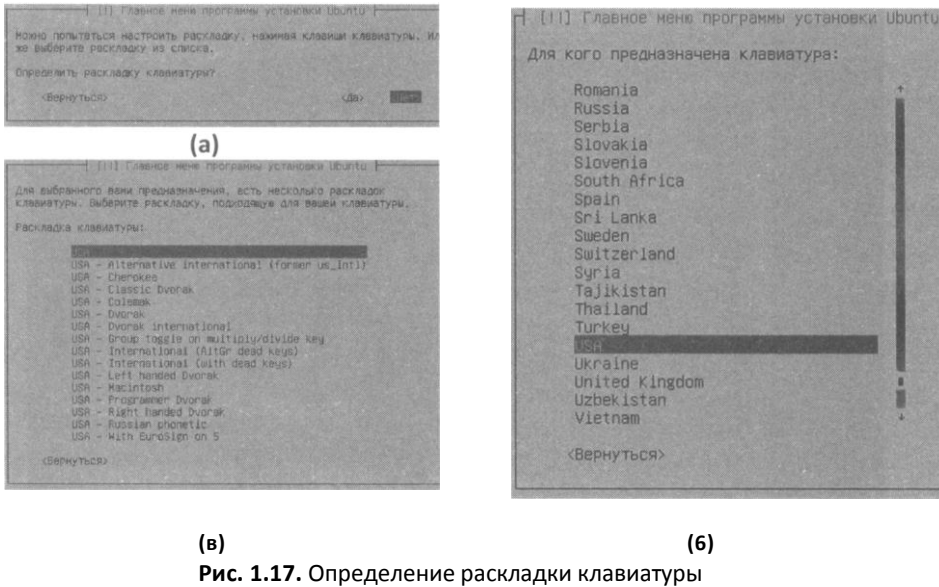 [!] Главное меню программы установки Ubuntu
Можно попытаться настроить раскладку, нажимая клавиши клавиатуры. Ил
же выберите раскладку из списка.
Определить раскладку клавиатуры?
<Вернуться> <Да>
(а)
[!!] Главное меню программы установки Ubuntu
Для выбранного вами предназначения, есть несколько раскладок
клавиатуры. Выберите раскладку, подходящую для вашей клавиатуры.
Раскладка клавиатуры:
USA - Alternative international (former us_intl)
USA - Cherokee
USA - Classic Dvorak
USA - Colemak
USA - Dvorak
USA - Dvorak international
USA - Group toggle on multiply/divide key
USA - International (AltGr dead keys)
USA - International (with dead keys)
USA - Left handed Dvorak
USA - Macintosh
USA - Programmer Dvorak
USA - Right handed Dvorak
USA - Russian phonetic
USA - With EuroSign on 5
<Вернуться>
(в)
[!!] Главное меню программы установки Ubuntu
Для кого предназначена клавиатура:
Romania
Russia
Serbia
Slovakia
Slovenia
South Africa
Spain
Sri Lanka
Sweden
Switzerland
Syria
Tajikistan
Thailand
Turkey
USA
Ukraine
United Kingdom
Uzbekistan
Vietnam
<Вернуться>
(6)
Рис. 1.17. Определение раскладки клавиатуры